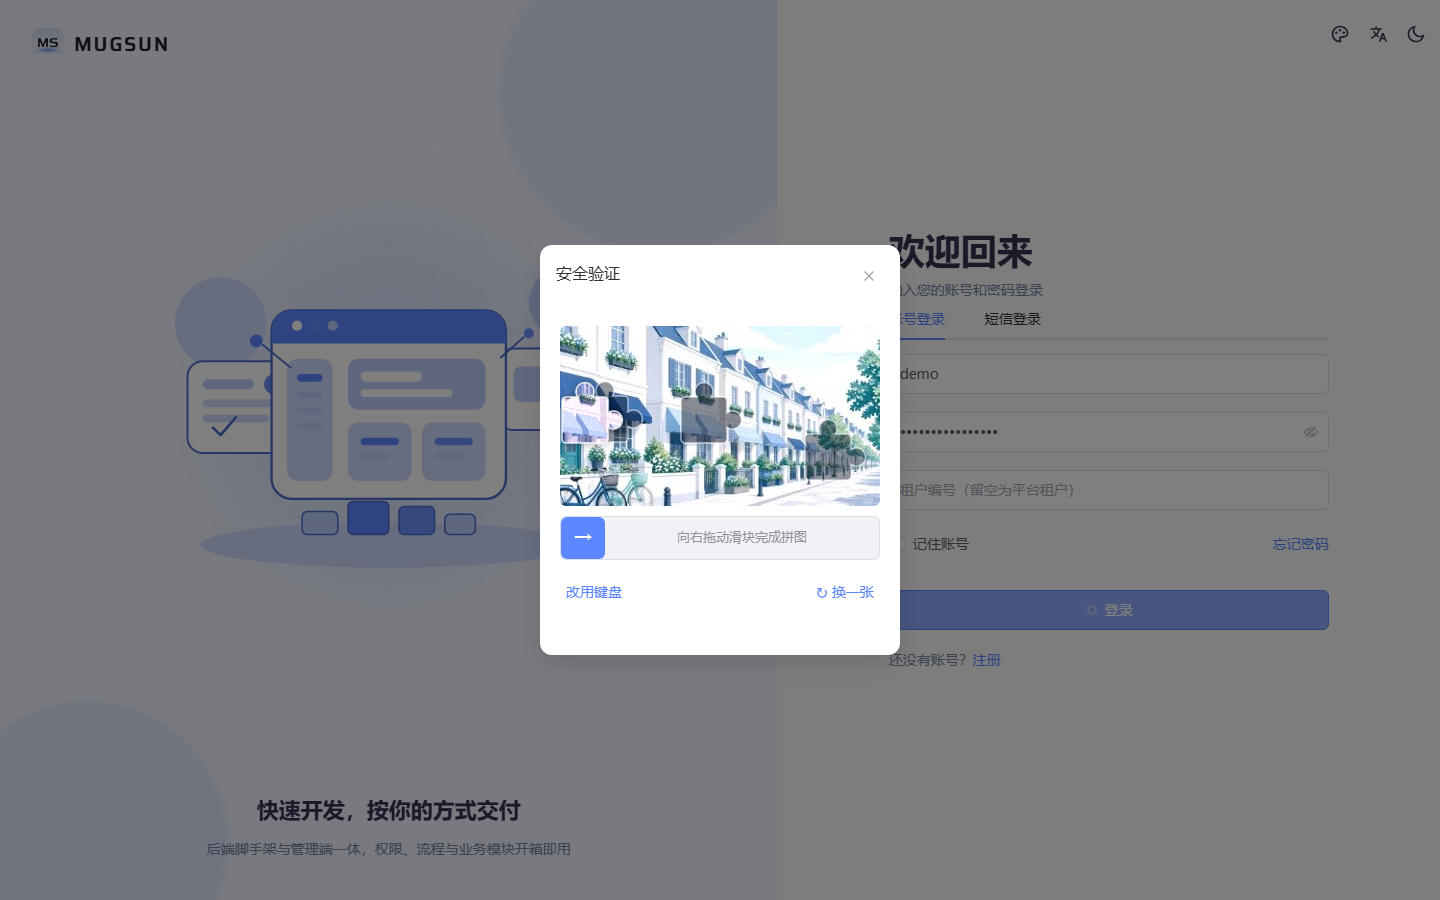 MS MUGSUN
安全验证
向右拖动滑块完成拼图
改用键盘
换一张
欢迎回来
入您的账号和密码登录
号登录
短信登录
demo
租户编号（留空为平台租户）
记住账号
忘记密码
登录
还没有账号？注册
快速开发，按你的方式交付
后端脚手架与管理端一体，权限、流程与业务模块开箱即用